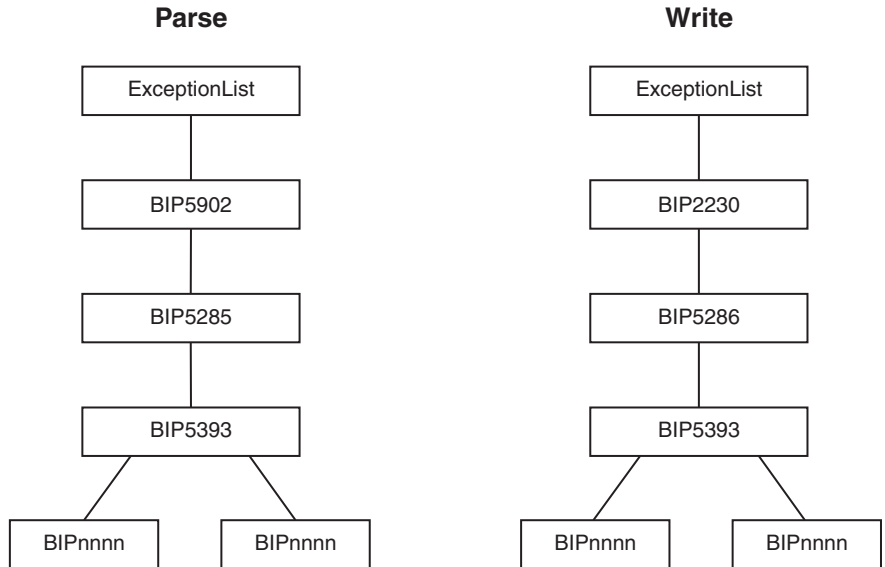 Parse
Write
ExceptionList
ExceptionList
BIP5902
BIP2230
BIP5285
BIP5286
BIP5393
BIP5393
BIPnnnn
BIPnnnn
BIPnnnn
BIPnnnn